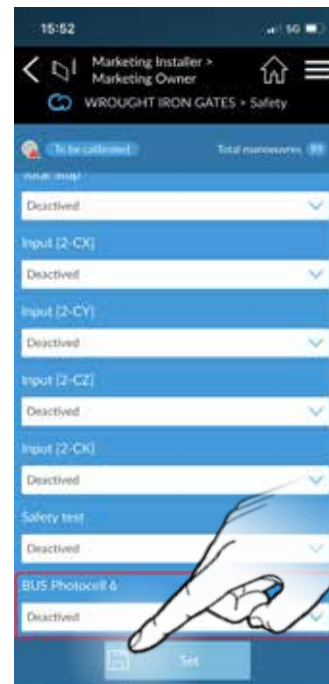 15:52
5G
Marketing Installer >
Marketing Owner
WROUGHT IRON GATES > Safety
To be calibrated
Total manoeuvres
Total stop
Deactived
Input [2-CX]
Deactived
Input [2-CY]
Deactived
Input [2-CZ]
Deactived
Input [2-CK]
Deactived
Safety test
Deactived
BUS Photocell 6
Deactived
Set